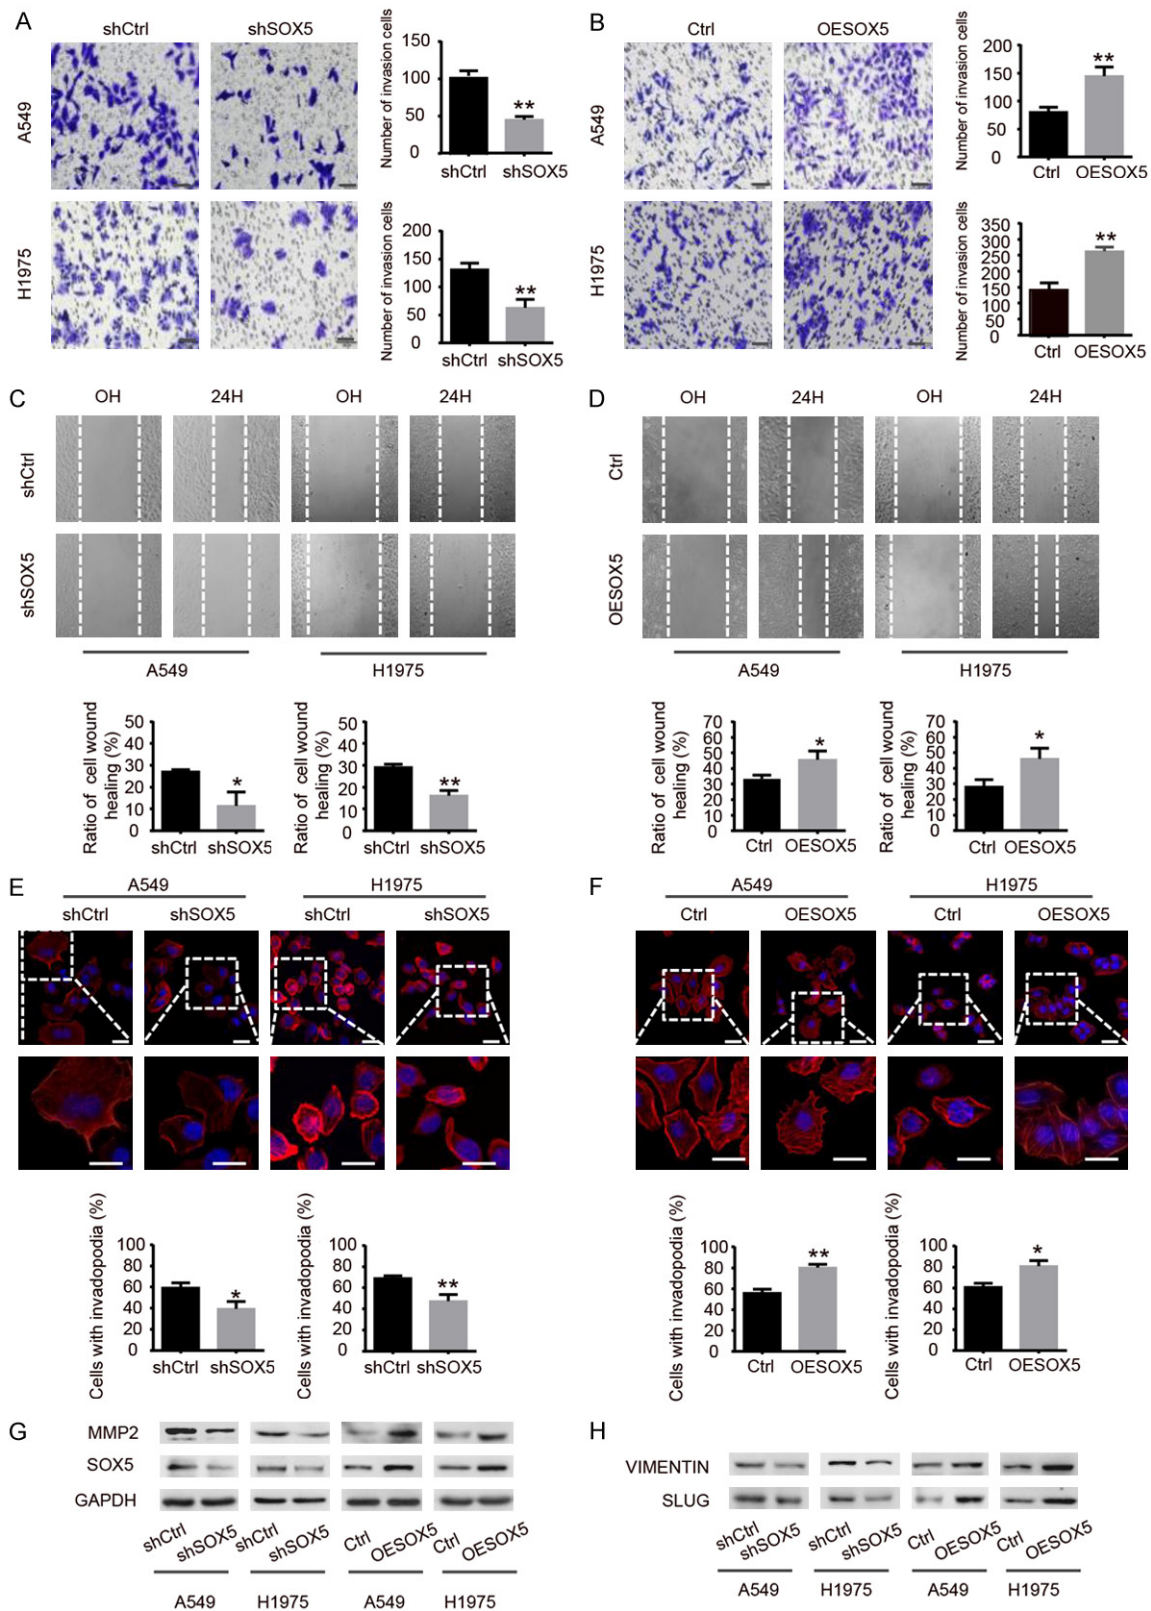 A
shCtrl
shSOX5
A549
H1975
Number of invasion cells
150
100
50
0
**
shCtrl shSOX5
Number of invasion cells
200
150
100
50
0
**
shCtrl shSOX5
B
Ctrl
OESOX5
A549
H1975
Number of invasion cells
200
150
100
50
0
**
Ctrl OESOX5
Number of invasion cells
350
300
250
200
150
100
50
0
**
Ctrl OESOX5
C
OH 24H OH 24H
shCtrl
shSOX5
A549 H1975
Ratio of cell wound
healing (%)
50
40
30
20
10
0
*
shCtrl shSOX5
Ratio of cell wound
healing (%)
50
40
30
20
10
0
**
shCtrl shSOX5
D
OH 24H OH 24H
Ctrl
OESOX5
A549 H1975
Ratio of cell wound
healing (%)
70
60
50
40
30
20
10
0
*
Ctrl OESOX5
Ratio of cell wound
healing (%)
70
60
50
40
30
20
10
0
*
Ctrl OESOX5
E
A549 H1975
shCtrl shSOX5 shCtrl shSOX5
Cells with invadopodia (%)
100
80
60
40
20
0
*
shCtrl shSOX5
Cells with invadopodia (%)
100
80
60
40
20
0
**
shCtrl shSOX5
F
A549 H1975
Ctrl OESOX5 Ctrl OESOX5
Cells with invadopodia (%)
100
80
60
40
20
0
**
Ctrl OESOX5
Cells with invadopodia (%)
100
80
60
40
20
0
*
Ctrl OESOX5
G
MMP2
SOX5
GAPDH
shCtrl shSOX5 shCtrl shSOX5 Ctrl OESOX5 Ctrl OESOX5
A549 H1975 A549 H1975
H
VIMENTIN
SLUG
shCtrl shSOX5 shCtrl shSOX5 Ctrl OESOX5 Ctrl OESOX5
A549 H1975 A549 H1975